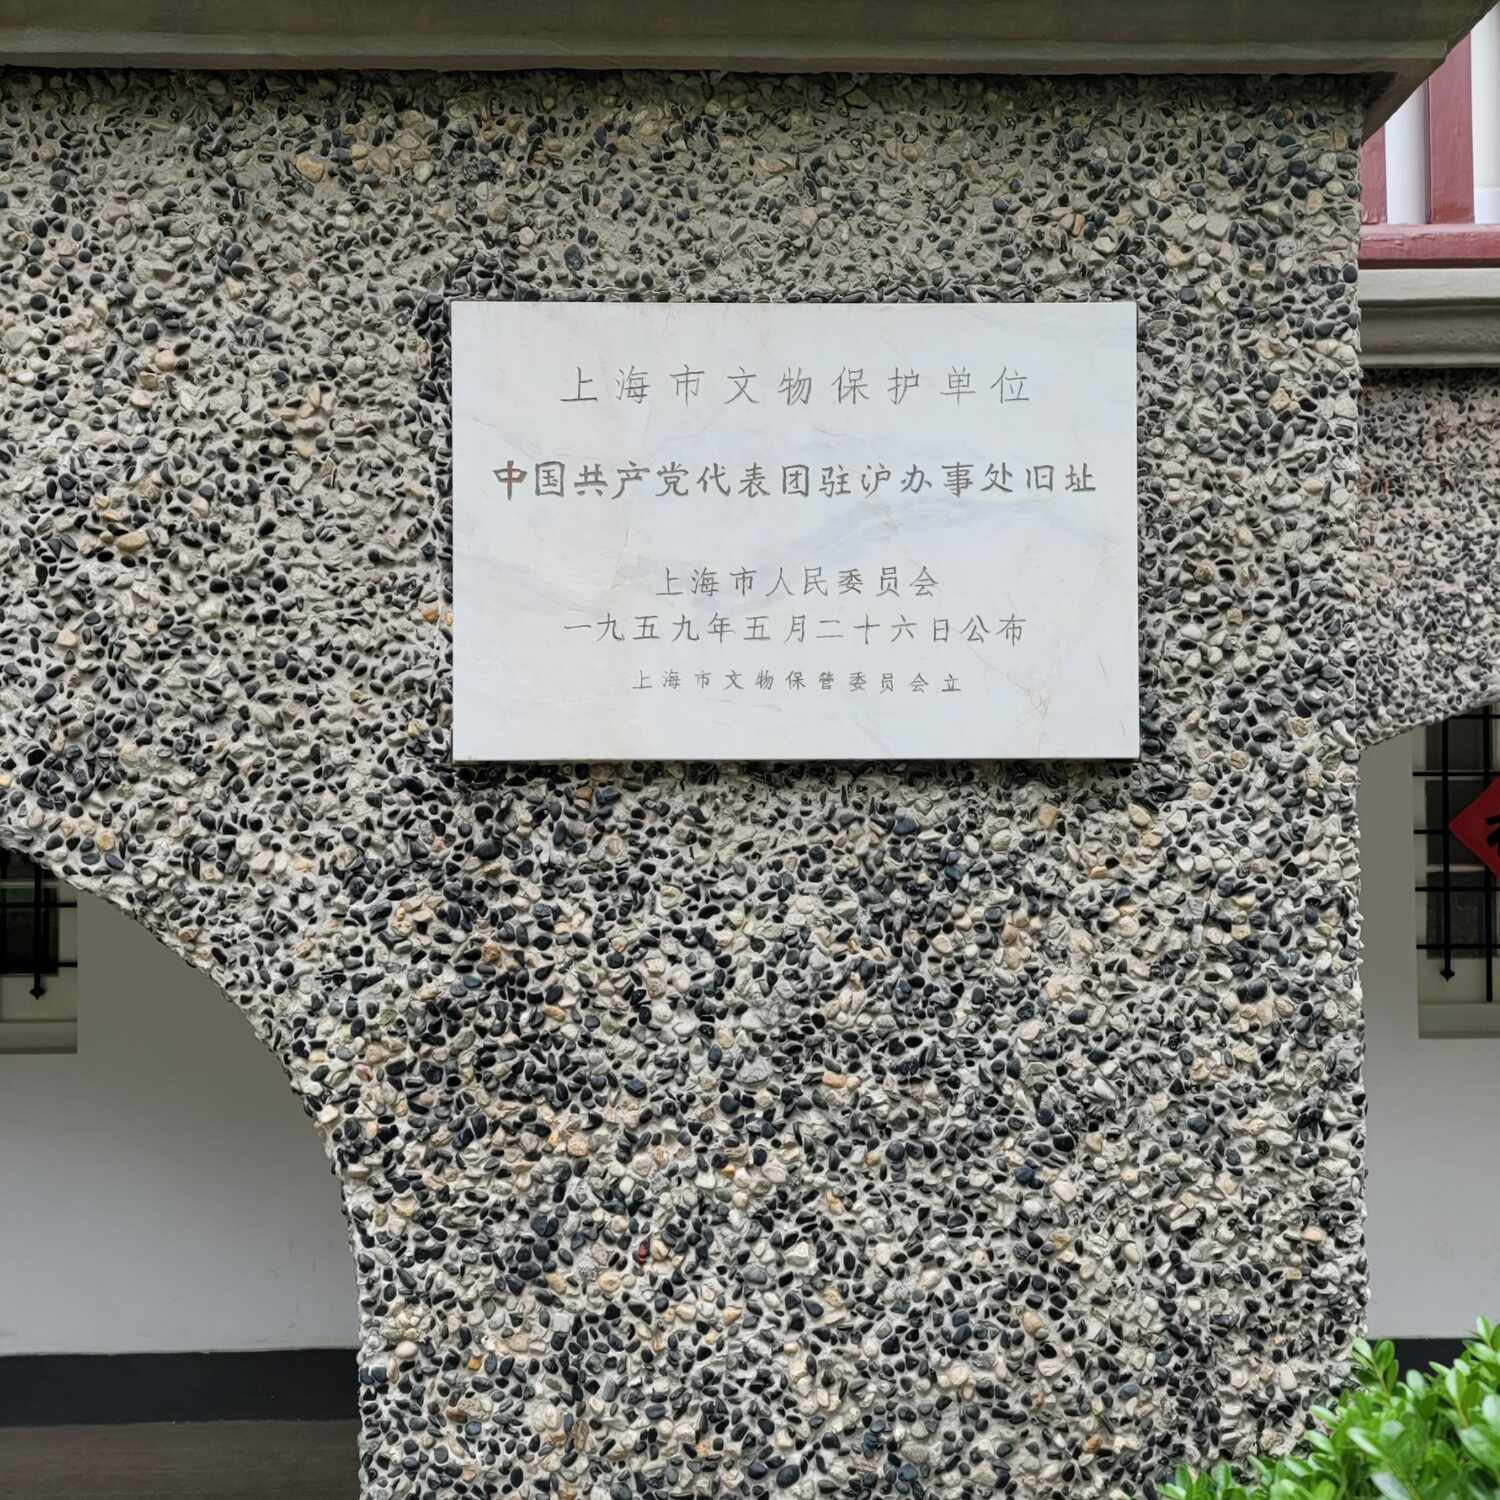 上海市文物保护单位
中国共产党代表团驻沪办事处旧址
上海市人民委员会
一九五九年五月二十六日公布
上海市文物保管委员会立